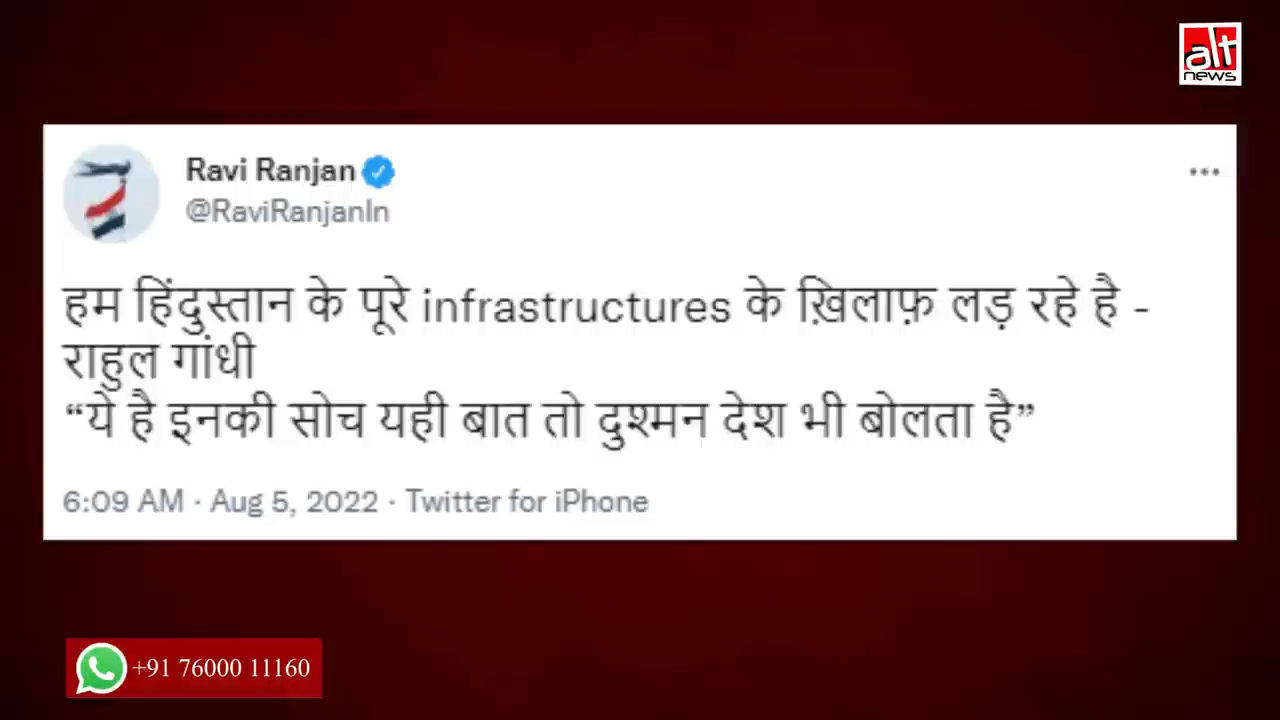 alt
news
Ravi Ranjan
@RaviRanjanIn
हम हिंदुस्तान के पूरे infrastructures के ख़िलाफ़ लड़ रहे है -
राहुल गांधी
“ये है इनकी सोच यही बात तो दुश्मन देश भी बोलता है”
6:09 AM · Aug 5, 2022 · Twitter for iPhone
+91 76000 11160